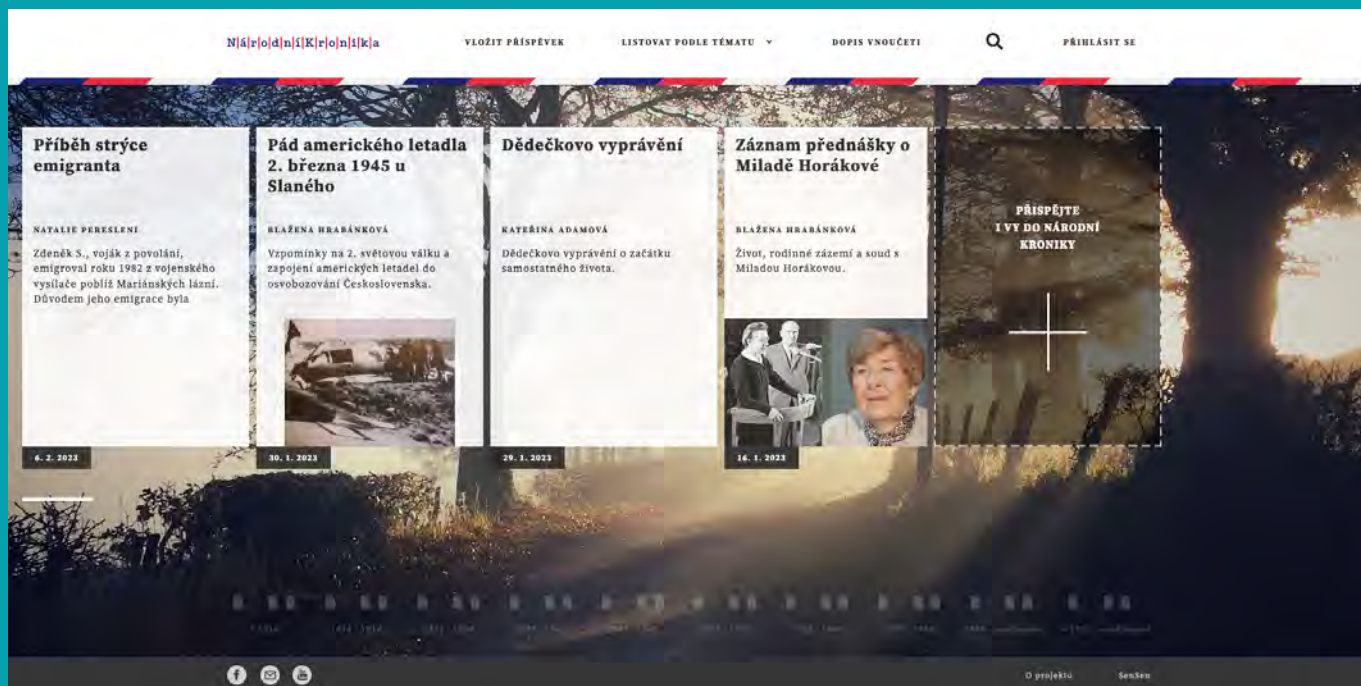 N|á|r|o|d|n|í|K|r|o|n|i|k|a
VLOŽIT PŘÍSPĚVEK
LISTOVAT PODLE TÉMATU
DOPIS VNOUČETI
PŘIHLÁSIT SE
Příběh strýce
emigranta
NATALIE PERESLENI
Zdeněk S., voják z povolání,
emigroval roku 1982 z vojenského
vysílače poblíž Mariánských lázní.
Důvodem jeho emigrace byla
6. 2. 2023
Pád amerického letadla
2. března 1945 u
Slaného
BLAŽENA HRABÁNKOVÁ
Vzpomínky na 2. světovou válku a
zapojení amerických letadel do
osvobozování Československa.
30. 1. 2023
Dědečkovo vyprávění
KATEŘINA ADAMOVÁ
Dědečkovo vyprávění o začátku
samostatného života.
29. 1. 2023
Záznam přednášky o
Miladě Horákové
BLAŽENA HRABÁNKOVÁ
Život, rodinné zázemí a soud s
Miladou Horákovou.
16. 1. 2023
PŘISPĚJTE
I VY DO NÁRODNÍ
KRONIKY
O projektu
SenSen